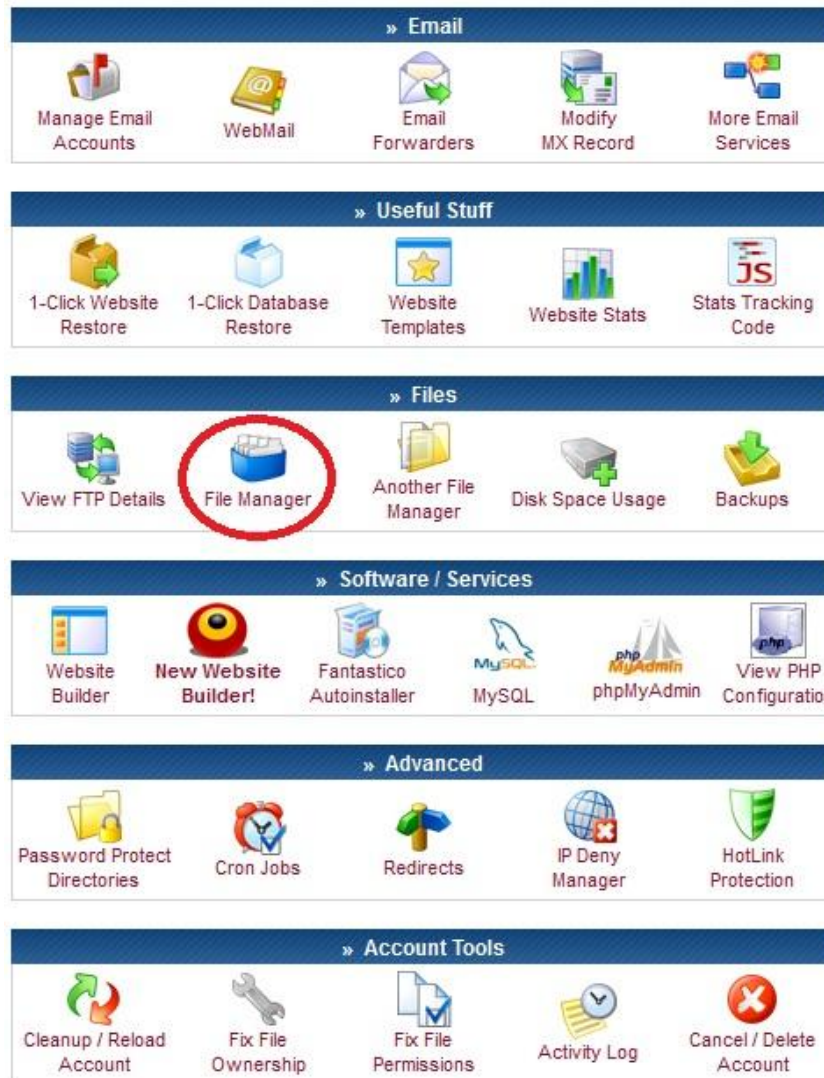 » Email
Manage Email
Accounts
WebMail
Email
Forwarders
Modify
MX Record
More Email
Services
» Useful Stuff
1-Click Website
Restore
1-Click Database
Restore
Website
Templates
Website Stats
JS
Stats Tracking
Code
» Files
View FTP Details
File Manager
Another File
Manager
Disk Space Usage
Backups
» Software / Services
Website
Builder
New Website
Builder!
Fantastico
Autoinstaller
MySQL
MySQL
php
MyAdmin
phpMyAdmin
php
View PHP
Configuratio
» Advanced
Password Protect
Directories
Cron Jobs
Redirects
IP Deny
Manager
HotLink
Protection
» Account Tools
Cleanup / Reload
Account
Fix File
Ownership
Fix File
Permissions
Activity Log
Cancel / Delete
Account